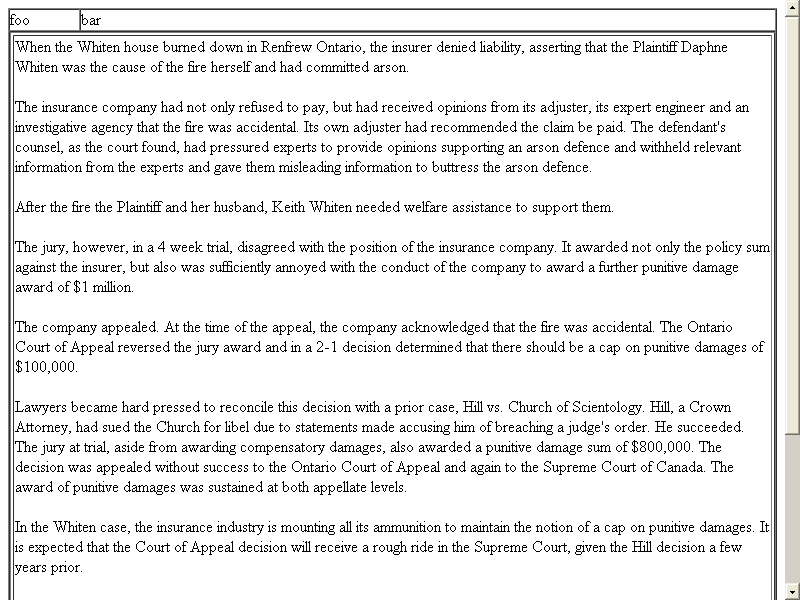 foo bar
When the Whiten house burned down in Renfrew Ontario, the insurer denied liability, asserting that the Plaintiff Daphne
Whiten was the cause of the fire herself and had committed arson.
The insurance company had not only refused to pay, but had received opinions from its adjuster, its expert engineer and an
investigative agency that the fire was accidental. Its own adjuster had recommended the claim be paid. The defendant's
counsel, as the court found, had pressured experts to provide opinions supporting an arson defence and withheld relevant
information from the experts and gave them misleading information to buttress the arson defence.
After the fire the Plaintiff and her husband, Keith Whiten needed welfare assistance to support them.
The jury, however, in a 4 week trial, disagreed with the position of the insurance company. It awarded not only the policy sum
against the insurer, but also was sufficiently annoyed with the conduct of the company to award a further punitive damage
award of $1 million.
The company appealed. At the time of the appeal, the company acknowledged that the fire was accidental. The Ontario
Court of Appeal reversed the jury award and in a 2-1 decision determined that there should be a cap on punitive damages of
$100,000.
Lawyers became hard pressed to reconcile this decision with a prior case, Hill vs. Church of Scientology. Hill, a Crown
Attorney, had sued the Church for libel due to statements made accusing him of breaching a judge's order. He succeeded.
The jury at trial, aside from awarding compensatory damages, also awarded a punitive damage sum of $800,000. The
decision was appealed without success to the Ontario Court of Appeal and again to the Supreme Court of Canada. The
award of punitive damages was sustained at both appellate levels.
In the Whiten case, the insurance industry is mounting all its ammunition to maintain the notion of a cap on punitive damages. It
is expected that the Court of Appeal decision will receive a rough ride in the Supreme Court, given the Hill decision a few
years prior.